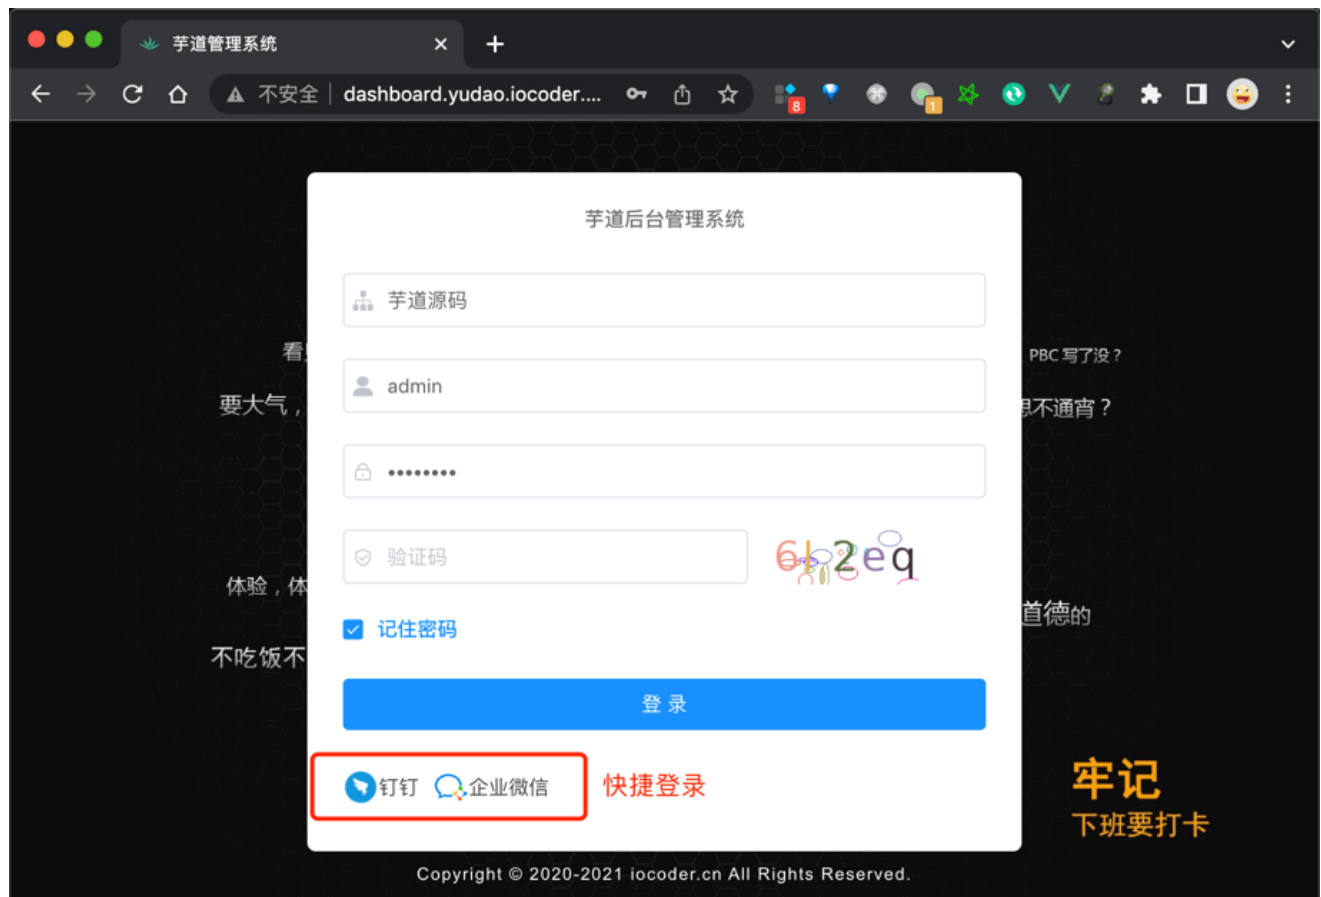 芋道管理系统
不安全 dashboard.yudao.iocoder....
8
1
芋道后台管理系统
芋道源码
admin
验证码
记住密码
登 录
钉钉 企业微信
快捷登录
看
要大气，
体验，体
不吃饭不
PBC 写了没？
不通宵？
道德的
牢记
下班要打卡
Copyright © 2020-2021 iocoder.cn All Rights Reserved.